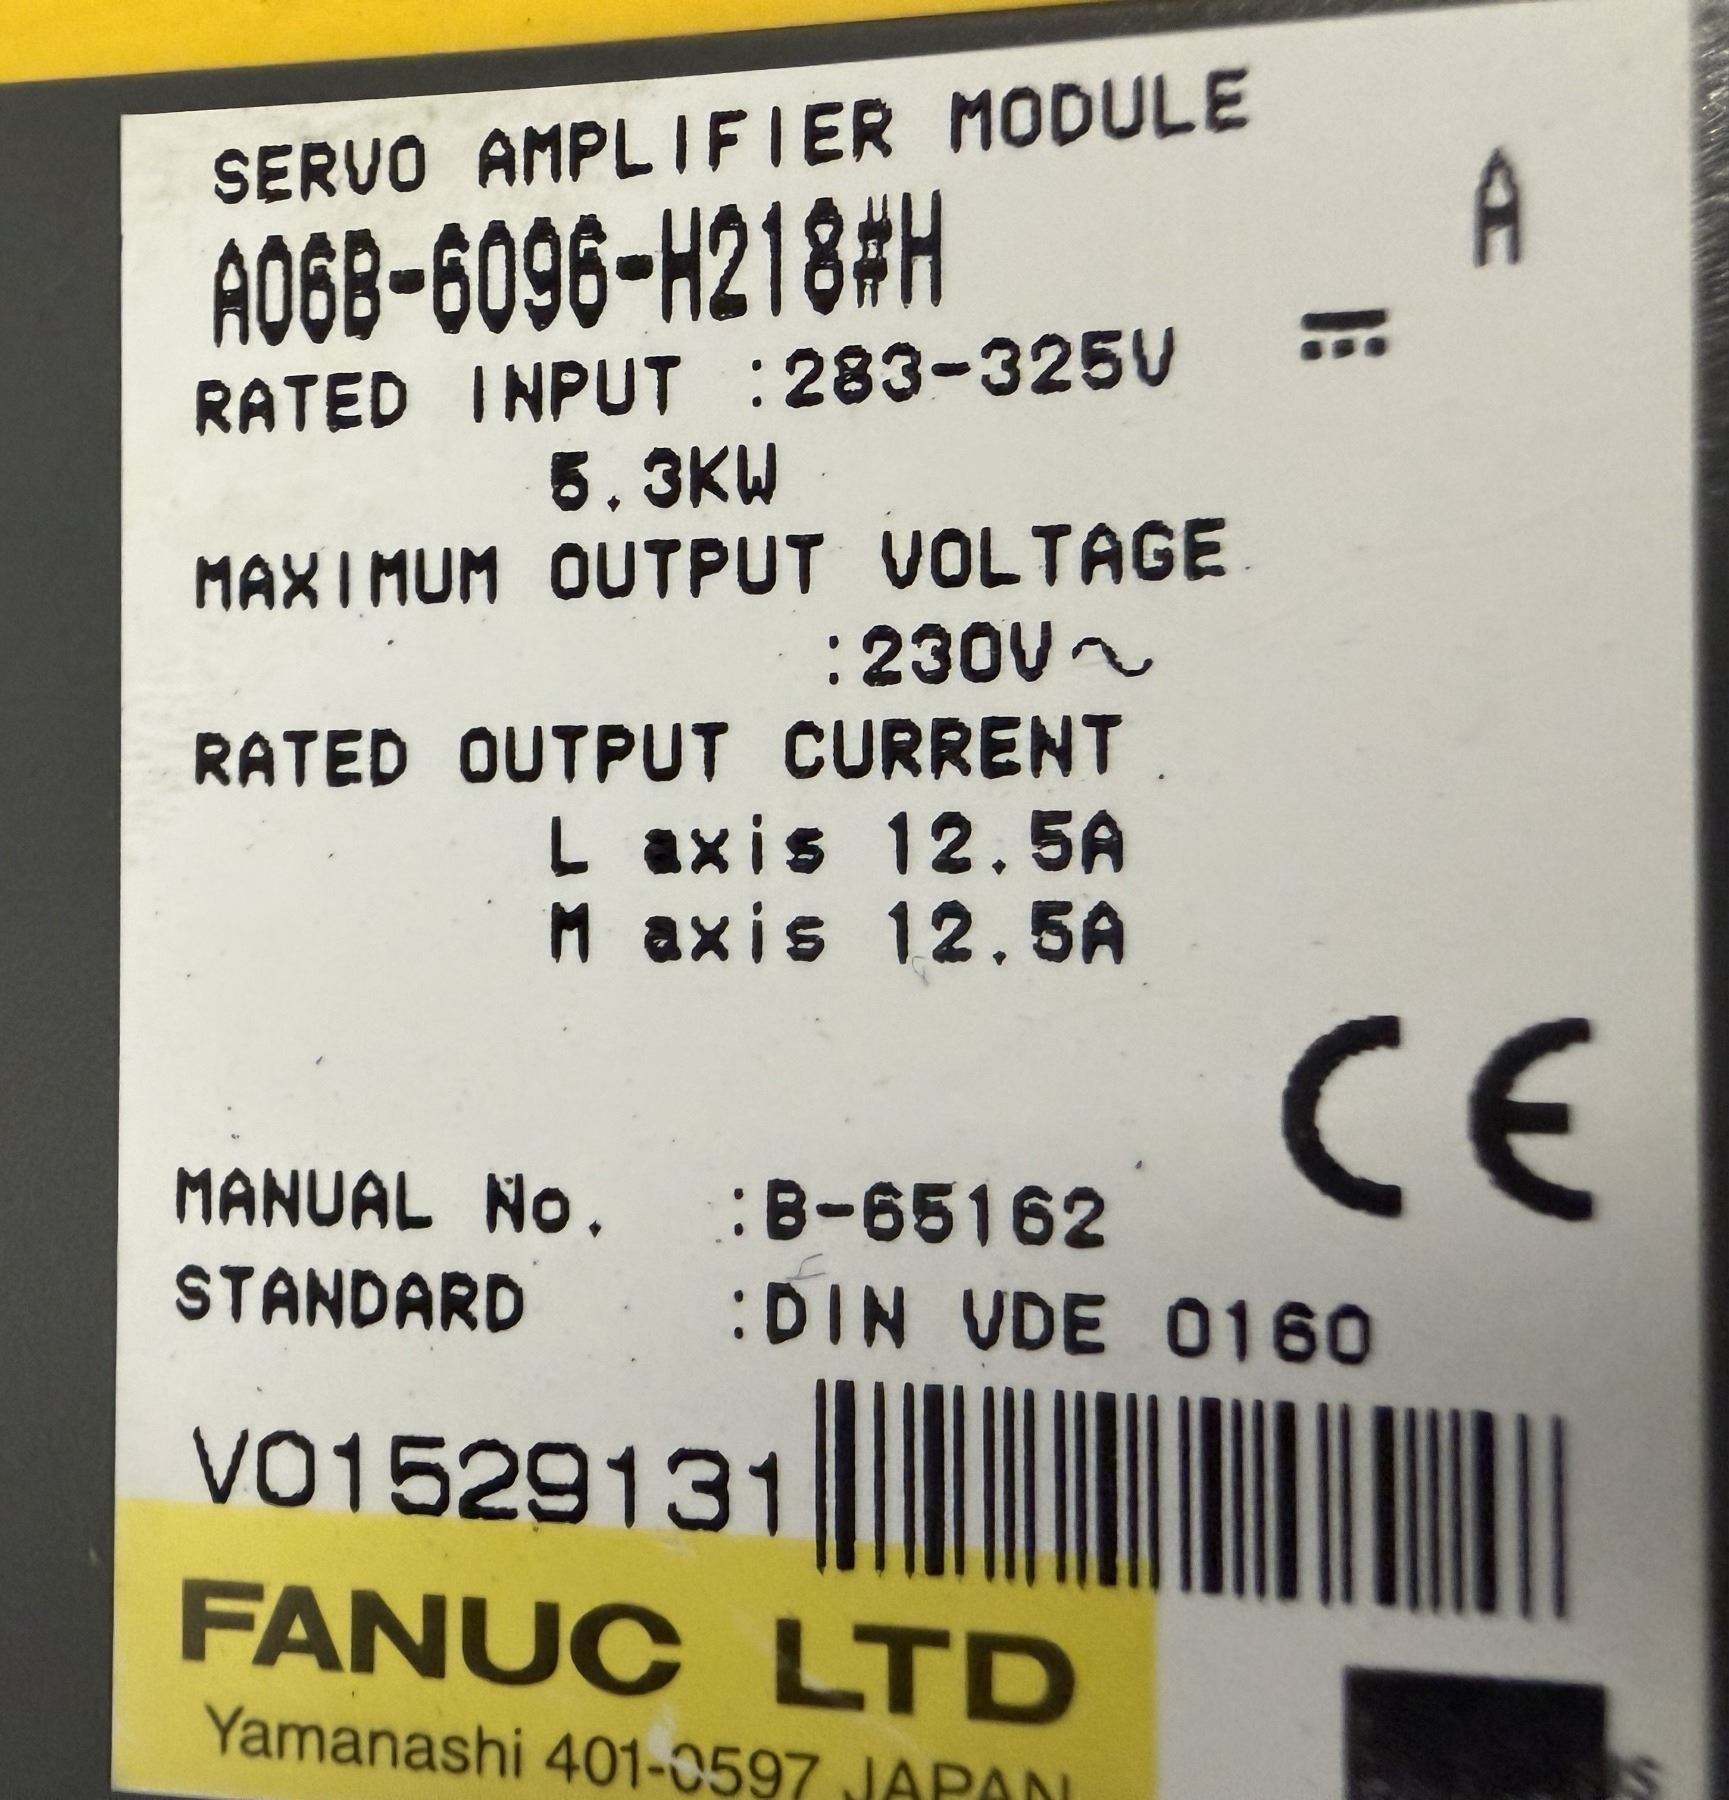 SERVO AMPLIFIER MODULE
A
A06B-6096-H218#H
RATED INPUT :283-325V ⎓
5.3KW
MAXIMUM OUTPUT VOLTAGE
:230V～
RATED OUTPUT CURRENT
L axis 12.5A
M axis 12.5A
CE
MANUAL No. :B-65162
STANDARD :DIN VDE 0160
V01529131
FANUC LTD
Yamanashi 401-0597 JAPAN